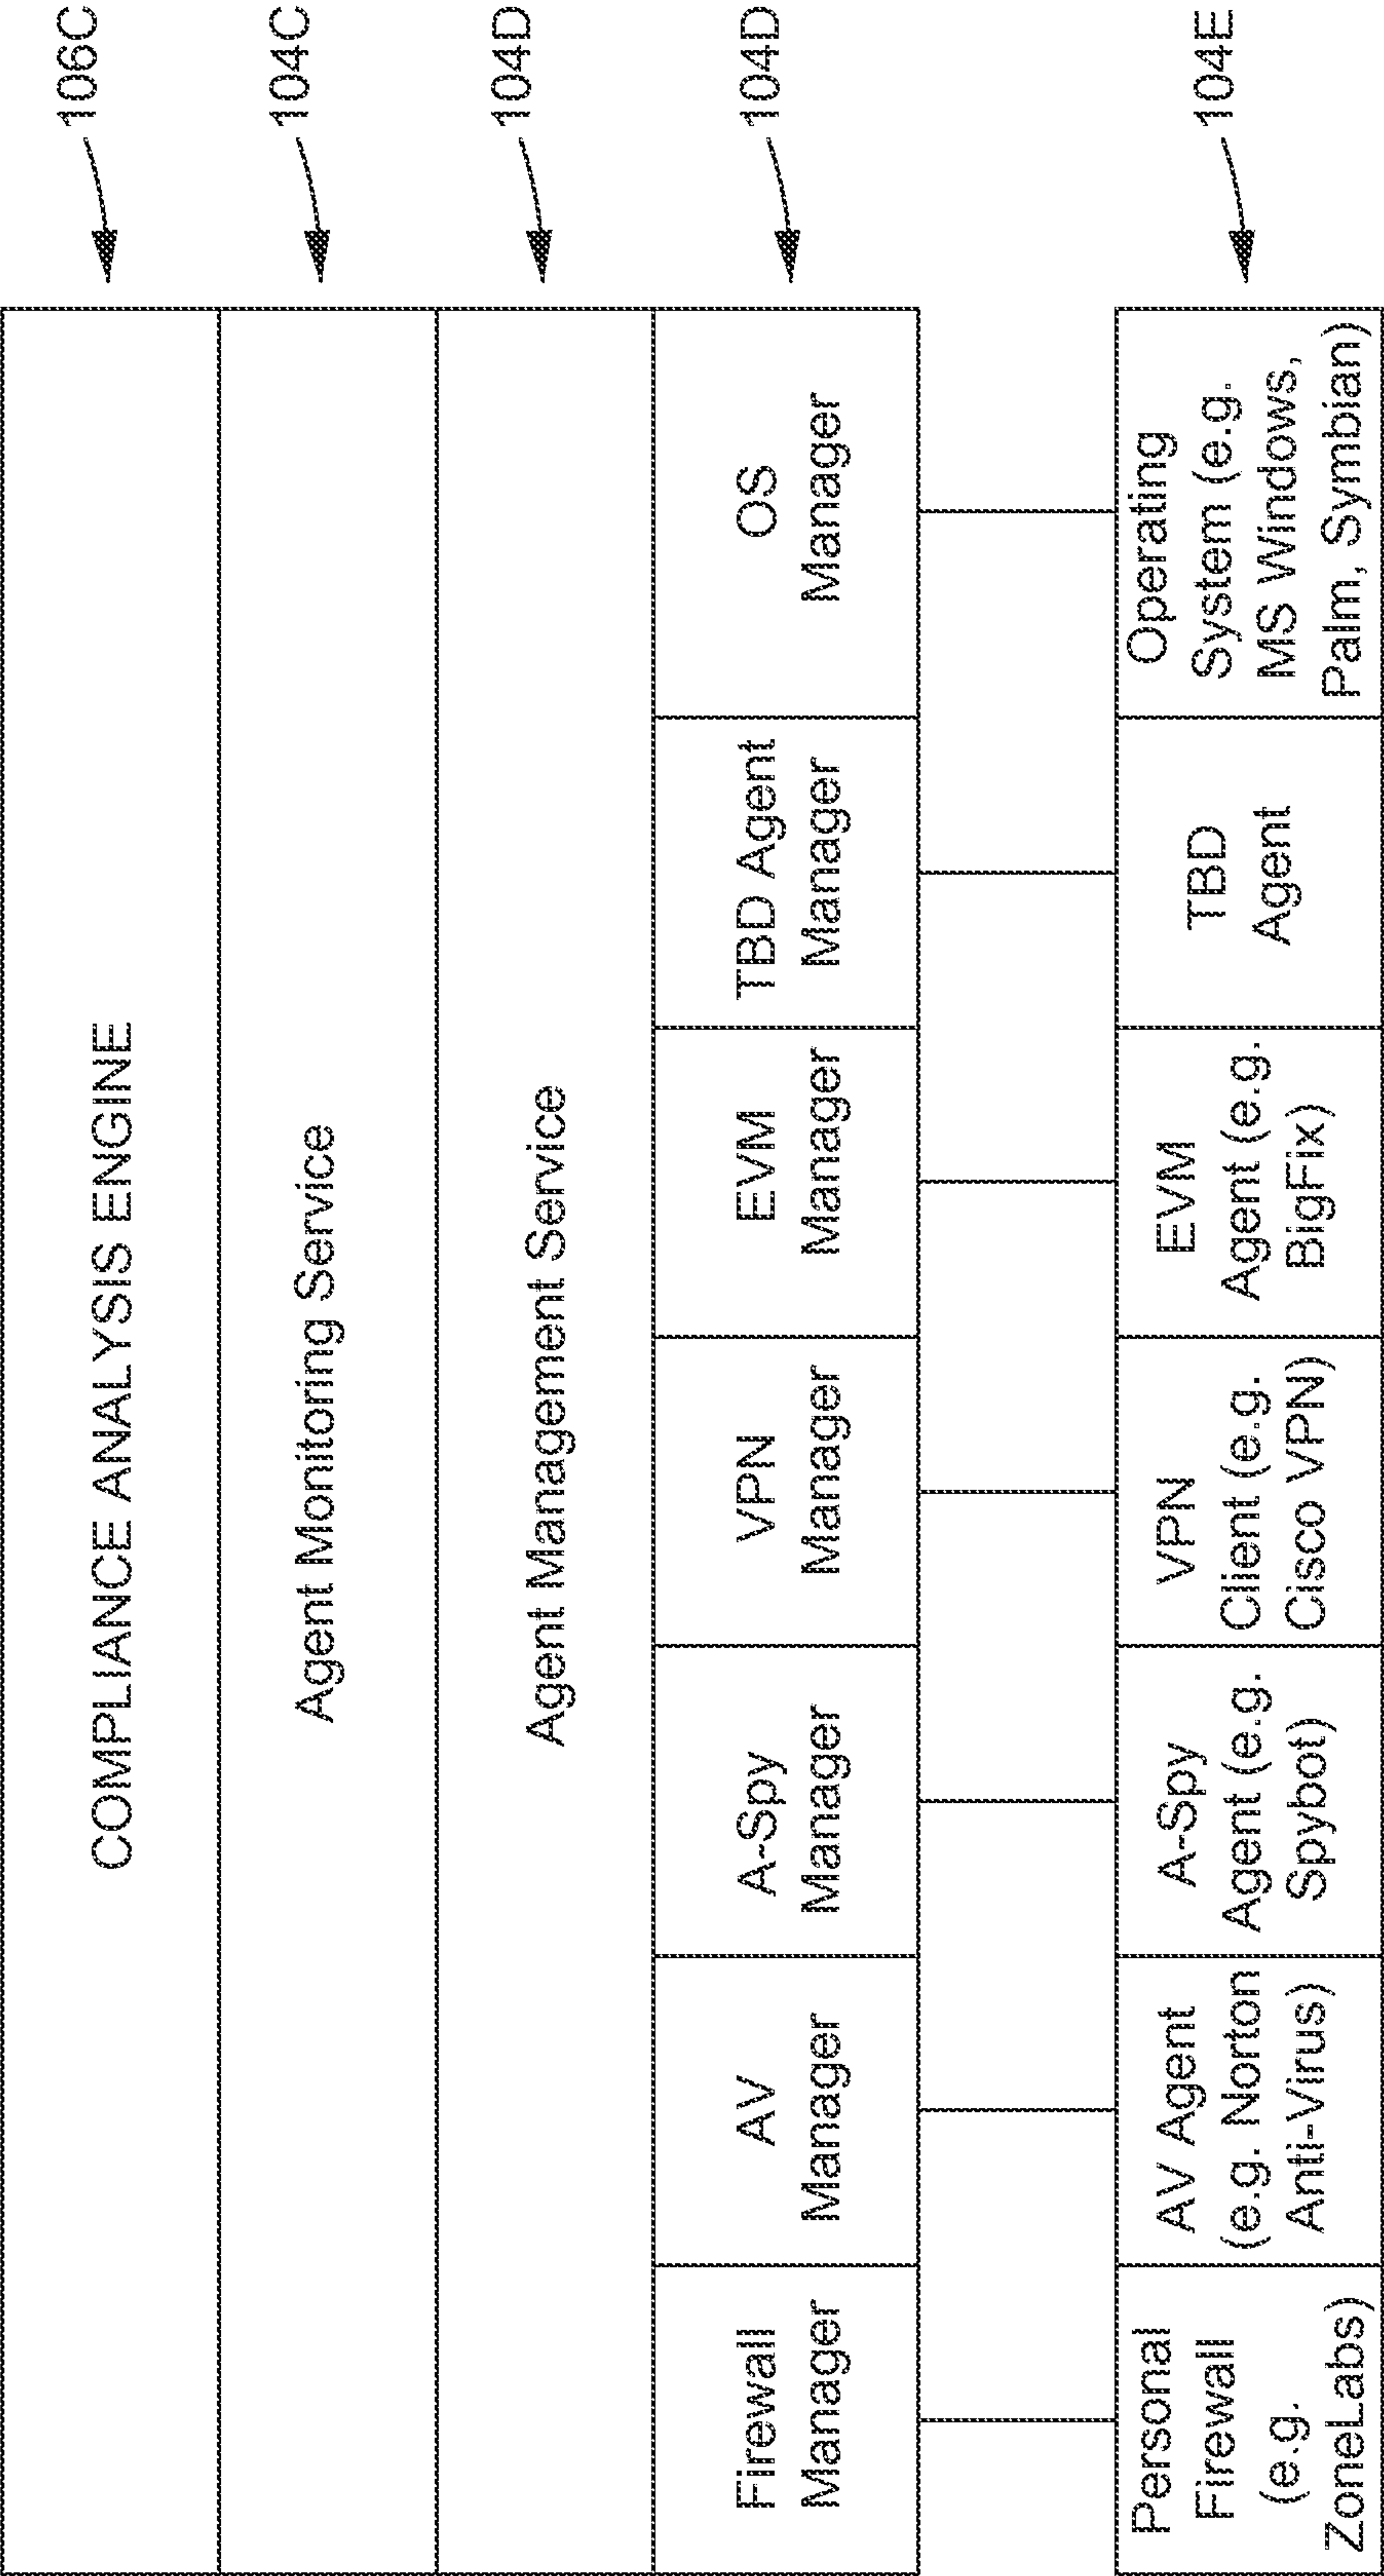 COMPLIANCE ANALYSIS ENGINE
106C
Agent Monitoring Service
104C
Agent Management Service
104D
Firewall
Manager
AV
Manager
A-Spy
Manager
VPN
Manager
EVM
Manager
TBD Agent
Manager
OS
Manager
104D
Personal
Firewall
(e.g.
ZoneLabs)
AV Agent
(e.g. Norton
Anti-Virus)
A-Spy
Agent (e.g.
Spybot)
VPN
Client (e.g.
Cisco VPN)
EVM
Agent (e.g.
BigFix)
TBD
Agent
Operating
System (e.g.
MS Windows,
Palm, Symbian)
104E